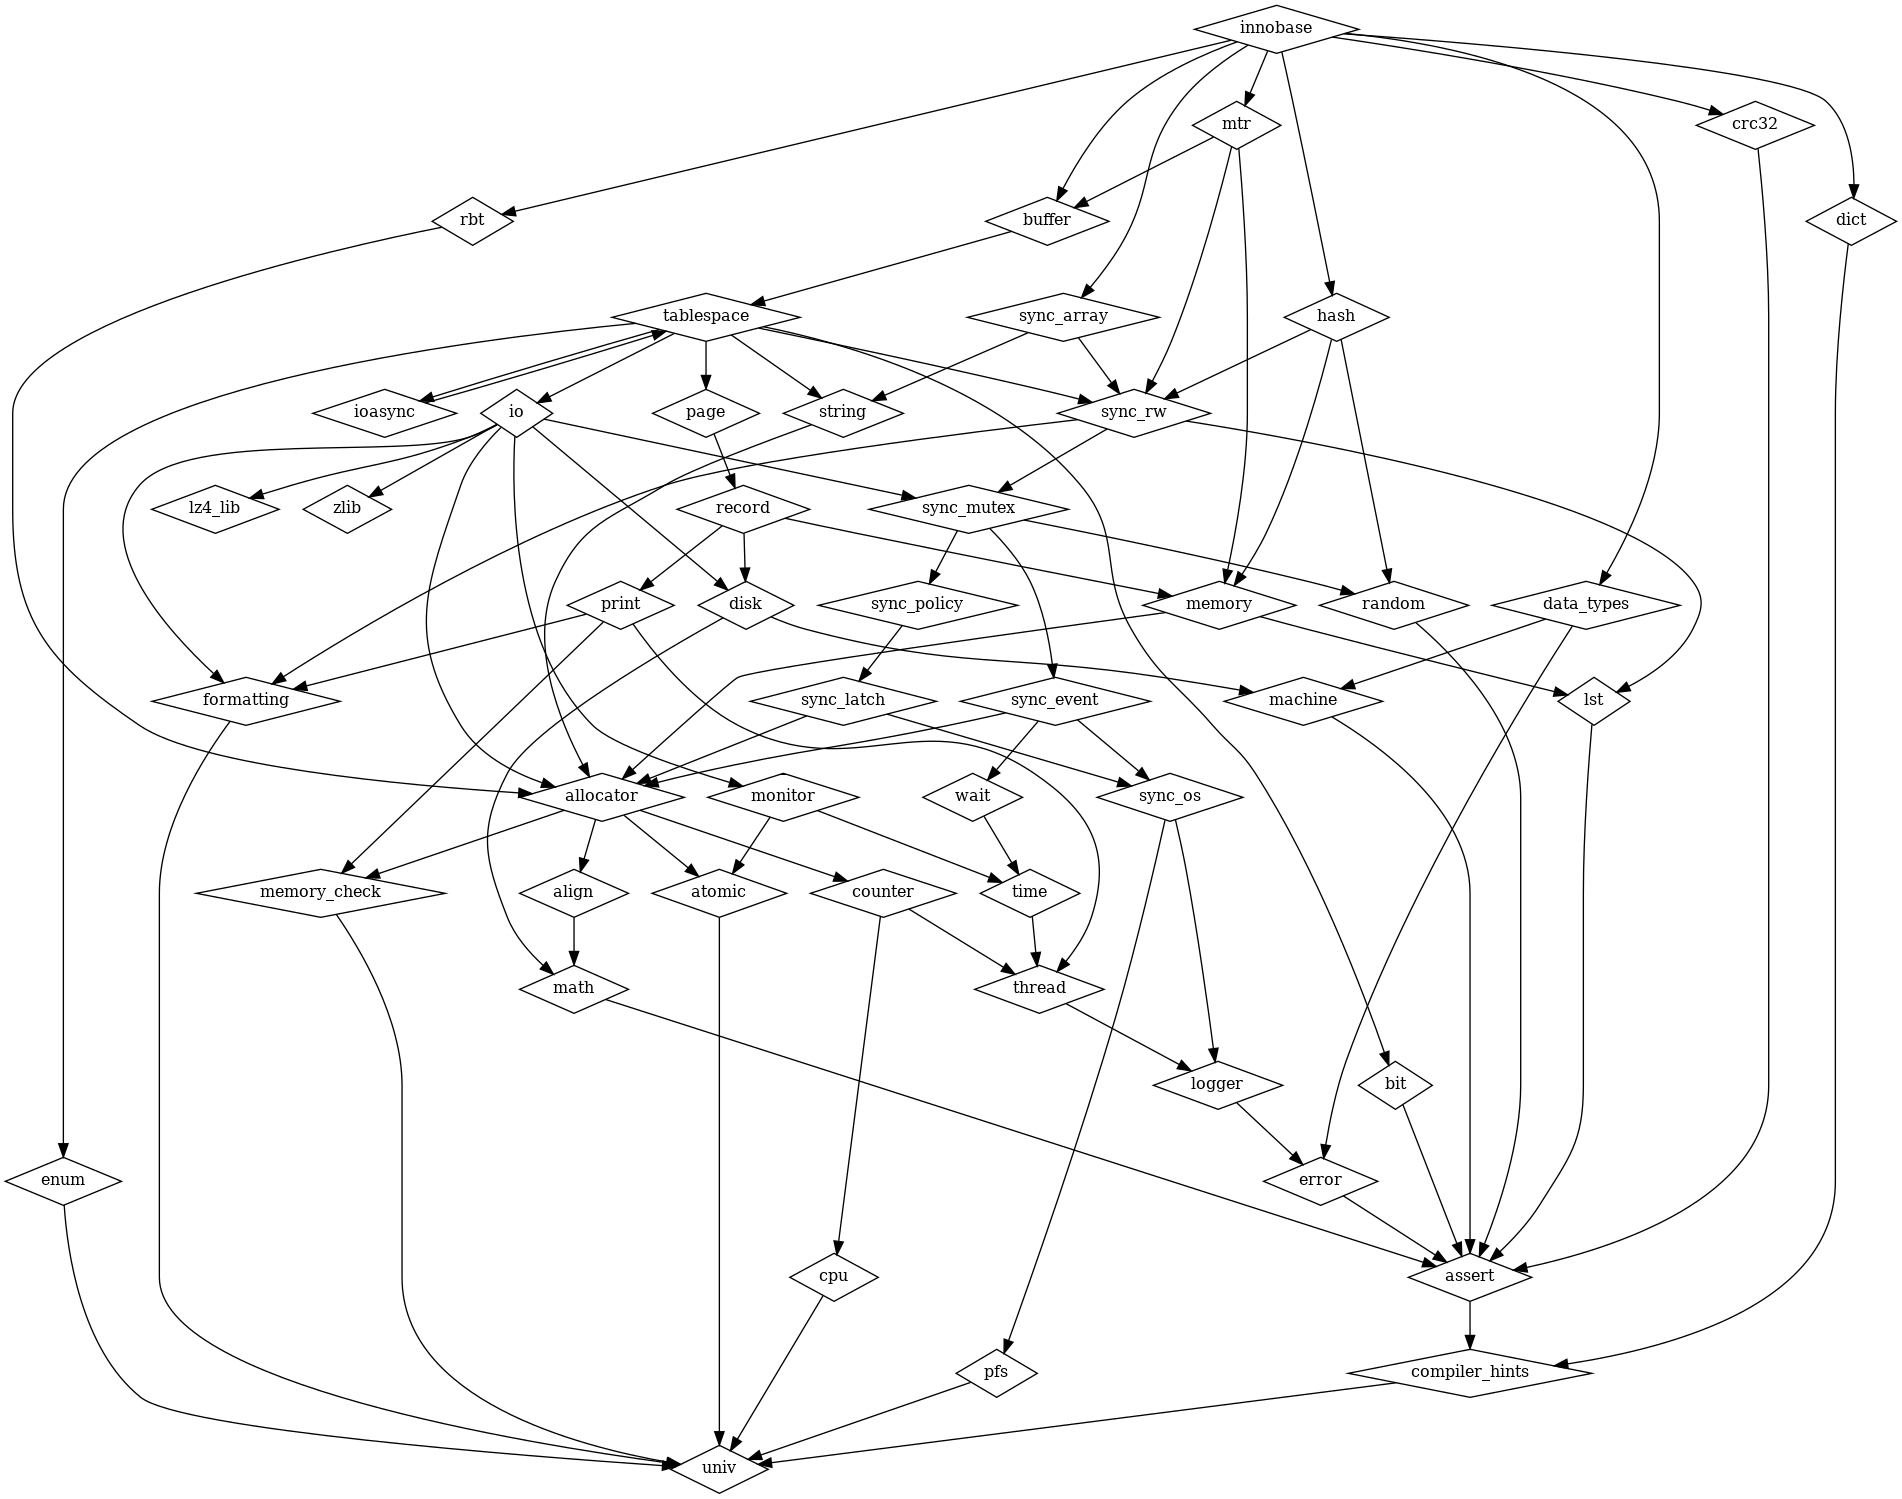 innobase
mtr
crc32
rbt
buffer
dict
tablespace
sync_array
hash
ioasync
io
page
string
sync_rw
lz4_lib
zlib
record
sync_mutex
print
disk
sync_policy
memory
random
data_types
formatting
sync_latch
sync_event
machine
lst
allocator
monitor
wait
sync_os
memory_check
align
atomic
counter
time
math
thread
logger
bit
enum
error
cpu
assert
pfs
compiler_hints
univ